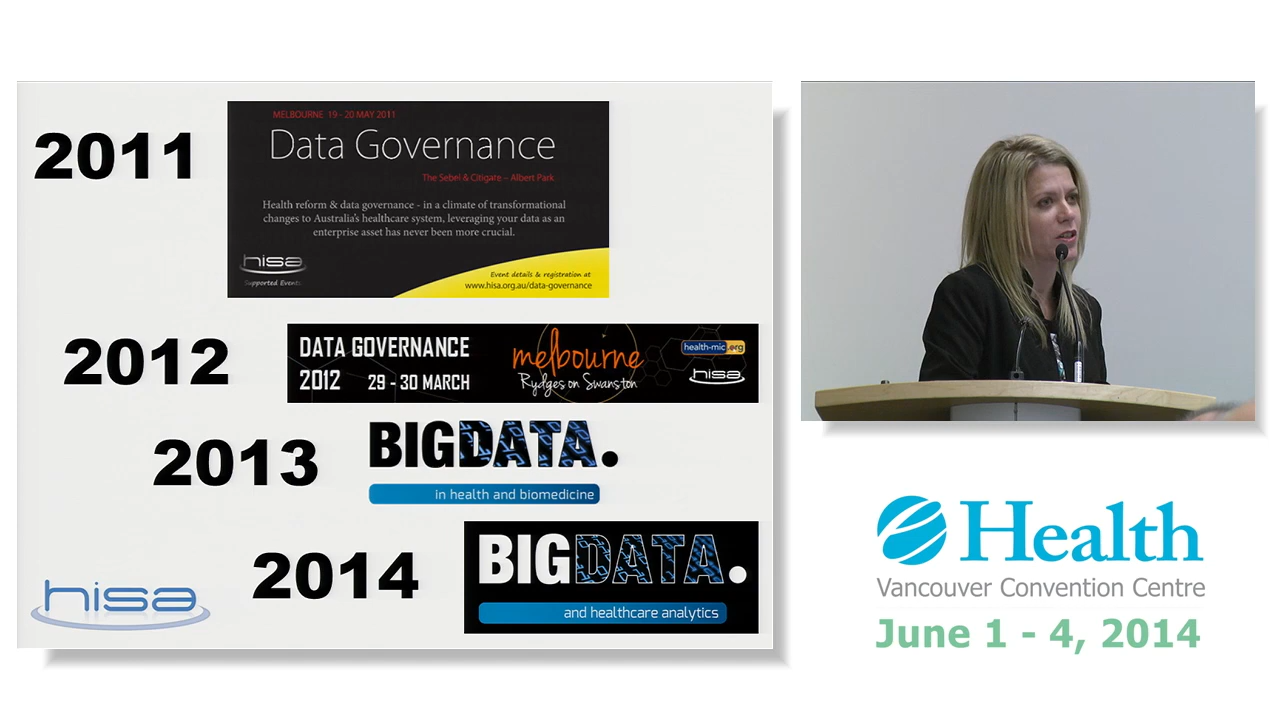 2011
MELBOURNE 19 - 20 MAY 2011
Data Governance
The Sebel & Citigate – Albert Park
Health reform & data governance - in a climate of transformational
changes to Australia's healthcare system, leveraging your data as an
enterprise asset has never been more crucial.
hisa
Supported Events
Event details & registration at
www.hisa.org.au/data-governance
2012
DATA GOVERNANCE
2012 29 - 30 MARCH
melbourne
Rydges on Swanston
health-mic.org
hisa
2013
BIGDATA.
in health and biomedicine
2014
BIGDATA.
and healthcare analytics
hisa
eHealth
Vancouver Convention Centre
June 1 - 4, 2014